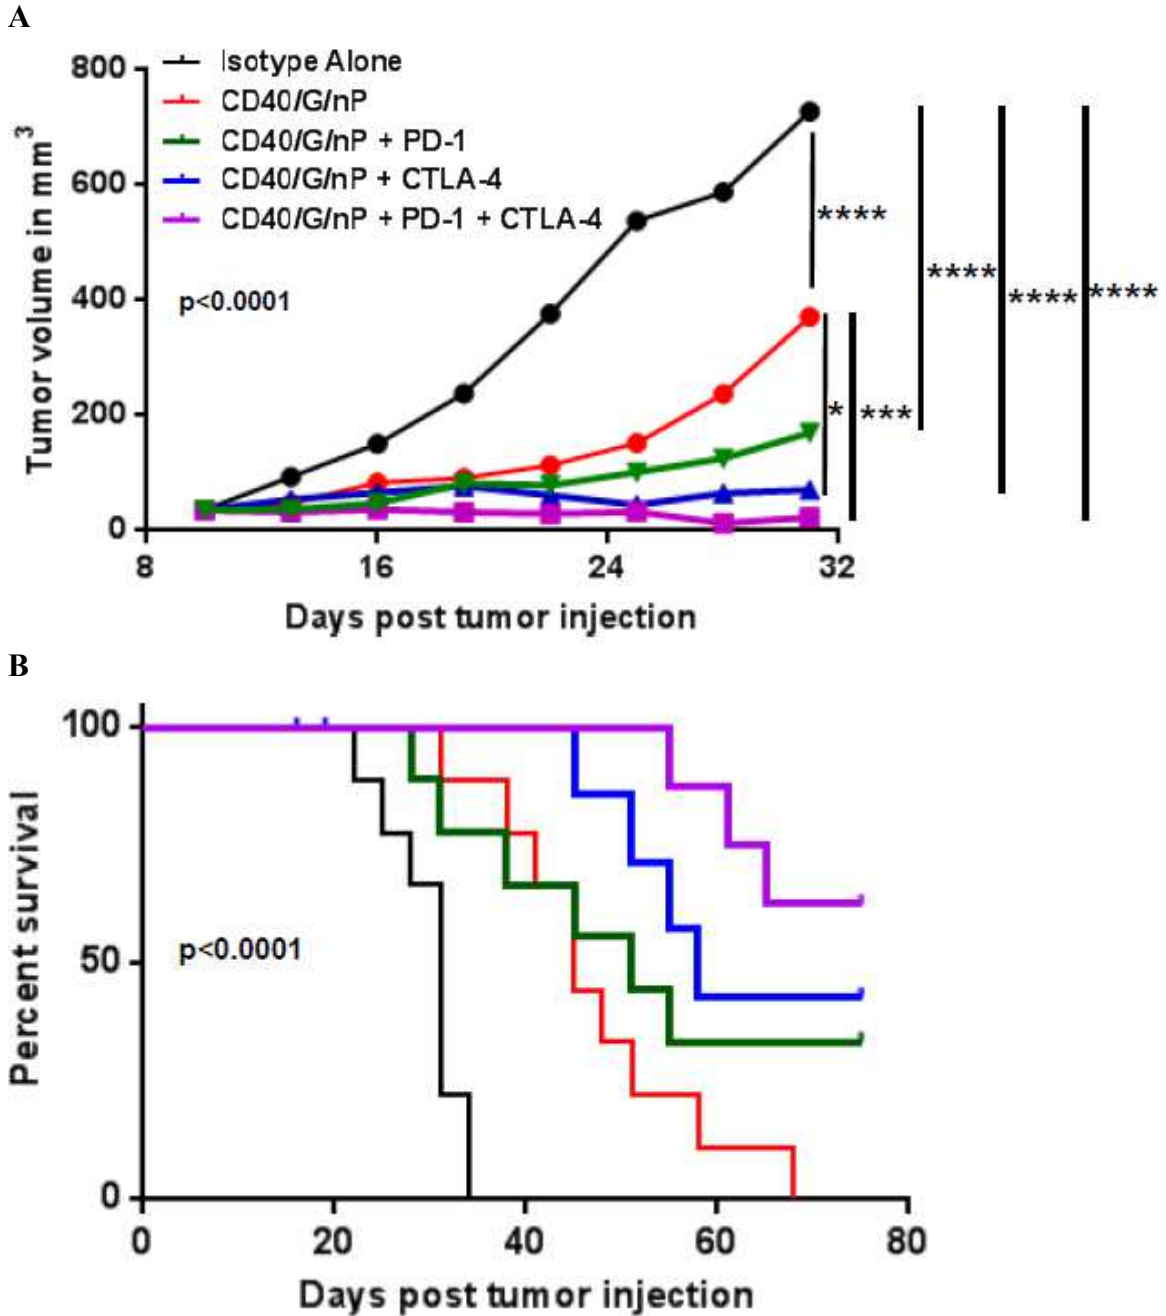 A
800
600
400
200
0
Isotype Alone
CD40/G/nP
CD40/G/nP + PD-1
CD40/G/nP + CTLA-4
CD40/G/nP + PD-1 + CTLA-4
p<0.0001
Tumor volume in mm³
****
*
***
****
****
****
8 16 24 32
Days post tumor injection
B
100
50
0
Percent survival
p<0.0001
0 20 40 60 80
Days post tumor injection